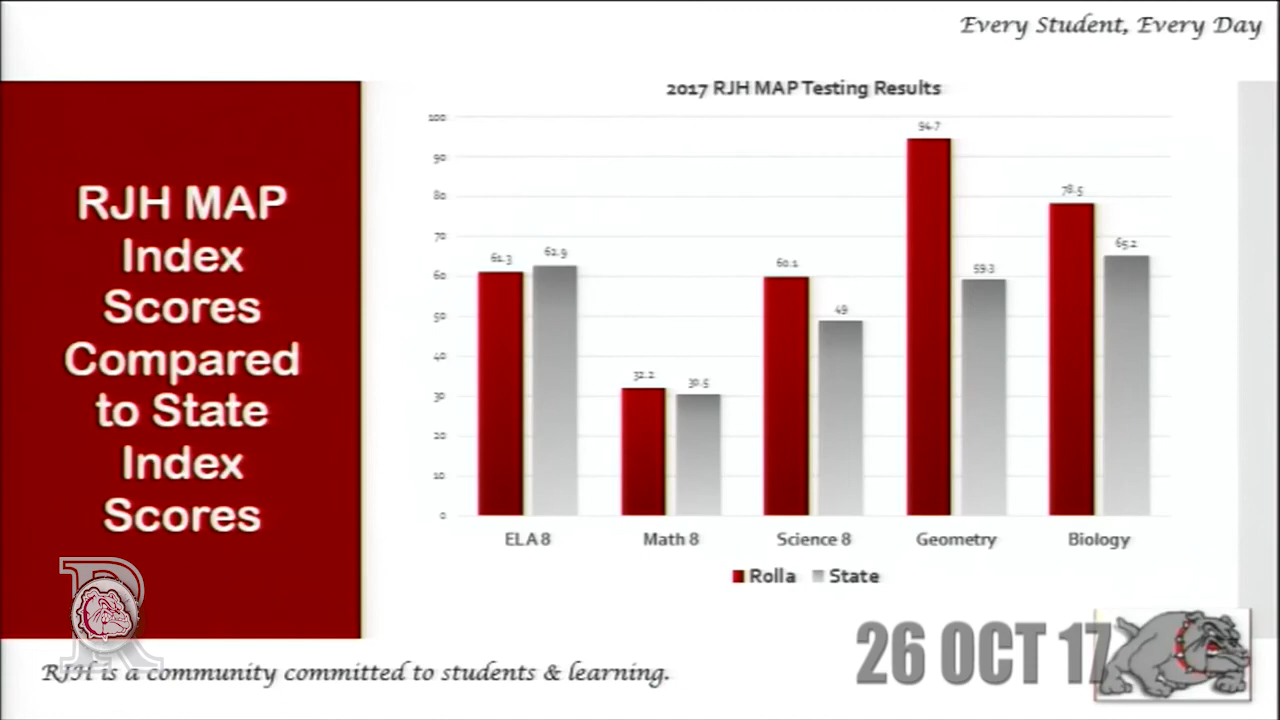 Every Student, Every Day
2017 RJH MAP Testing Results
RJH MAP
Index
Scores
Compared
to State
Index
Scores
100
90
80
70
60
50
40
30
20
10
0
61.3
62.9
32.2
30.5
60.1
49
94.7
59.3
78.5
65.2
ELA 8
Math 8
Science 8
Geometry
Biology
Rolla
State
R
RJH is a community committed to students & learning.
26 OCT 17